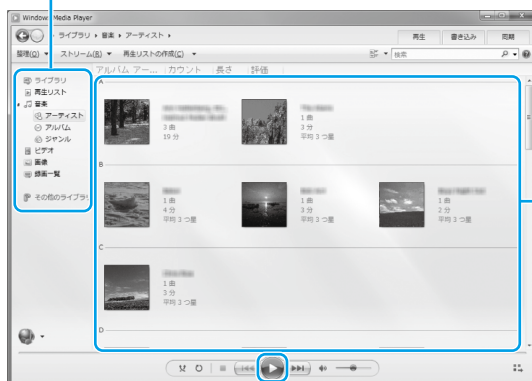 Windows Media Player
ライブラリ ▸ 音楽 ▸ アーティスト ▸
再生 書き込み 同期
整理(O) ストリーム(R) 再生リストの作成(C) 検索
アルバム アー... カウント 長さ 評価
ライブラリ
再生リスト
音楽
アーティスト
アルバム
ジャンル
ビデオ
画像
録画一覧
その他のライブラリ
A
1 曲
3 曲
3 分
19 分
平均 3 つ星
B
1 曲 1 曲 1 曲
4 分 3 分 2 分
平均 3 つ星 平均 3 つ星 平均 3 つ星
C
1 曲
3 分
平均 3 つ星
D